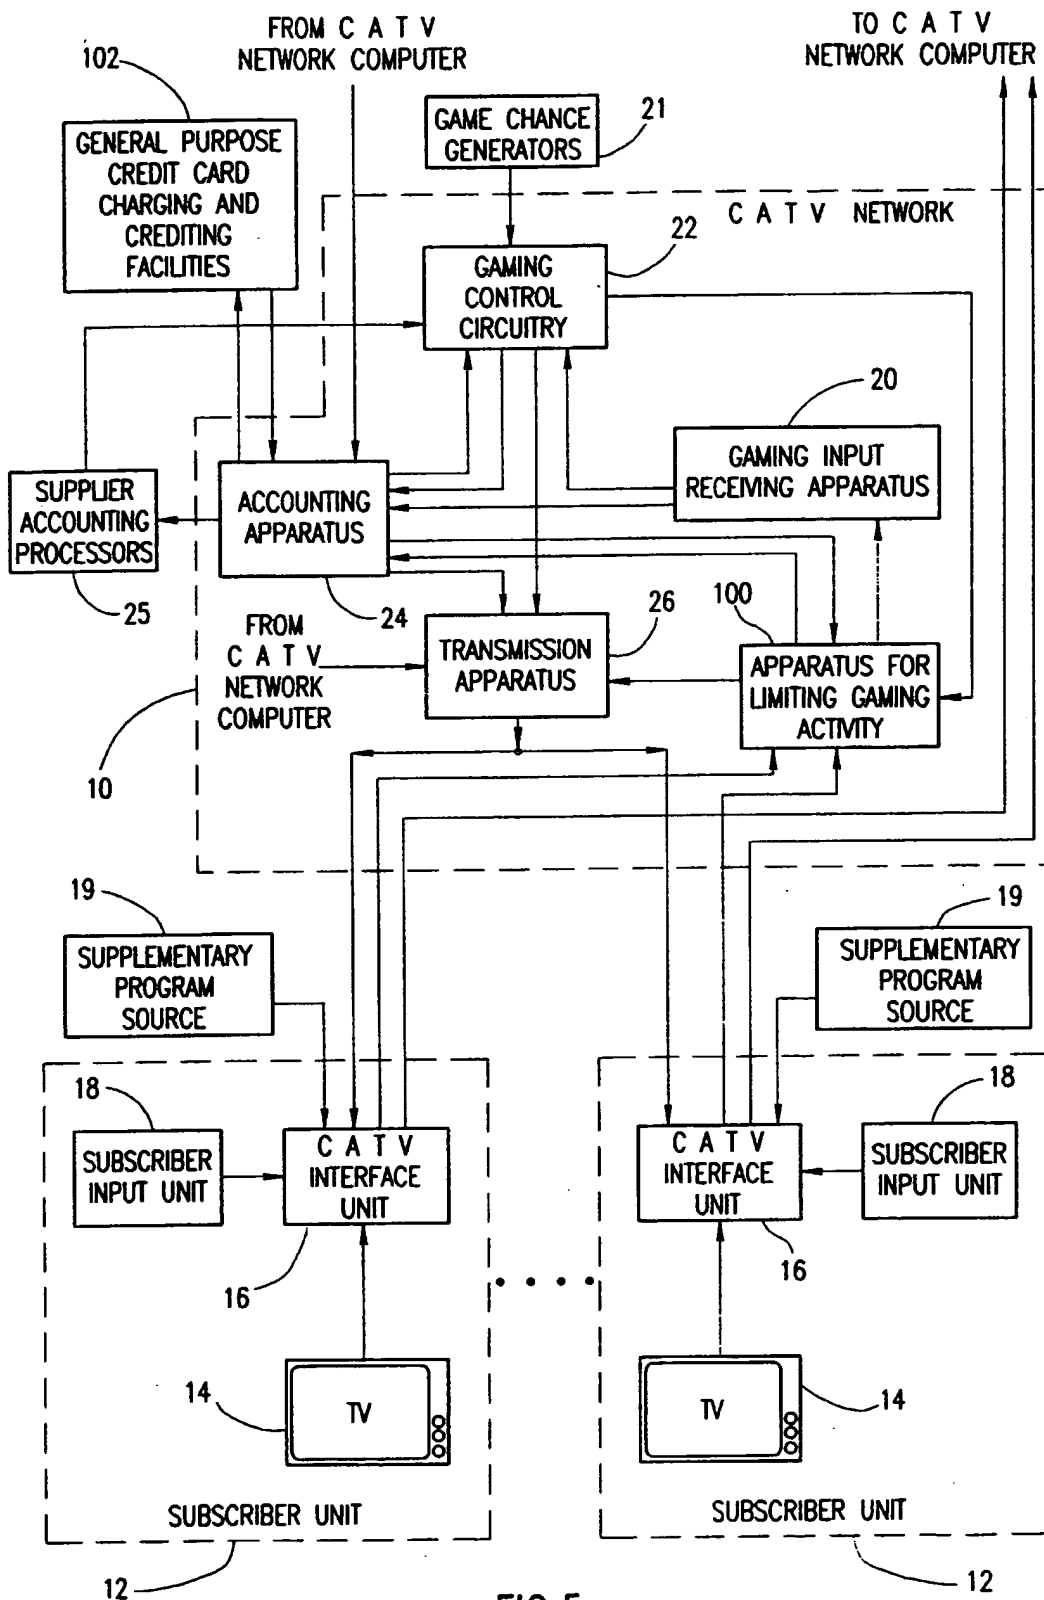 FROM C A T V
NETWORK COMPUTER
TO C A T V
NETWORK COMPUTER
102
GENERAL PURPOSE
CREDIT CARD
CHARGING AND
CREDITING
FACILITIES
GAME CHANCE
GENERATORS
21
C A T V NETWORK
22
GAMING
CONTROL
CIRCUITRY
20
GAMING INPUT
RECEIVING APPARATUS
SUPPLIER
ACCOUNTING
PROCESSORS
25
ACCOUNTING
APPARATUS
24
FROM
C A T V
NETWORK
COMPUTER
26
TRANSMISSION
APPARATUS
100
APPARATUS FOR
LIMITING GAMING
ACTIVITY
10
19
SUPPLEMENTARY
PROGRAM
SOURCE
19
SUPPLEMENTARY
PROGRAM
SOURCE
18
SUBSCRIBER
INPUT UNIT
C A T V
INTERFACE
UNIT
16
14
TV
SUBSCRIBER UNIT
12
C A T V
INTERFACE
UNIT
16
18
SUBSCRIBER
INPUT UNIT
TV
14
SUBSCRIBER UNIT
12